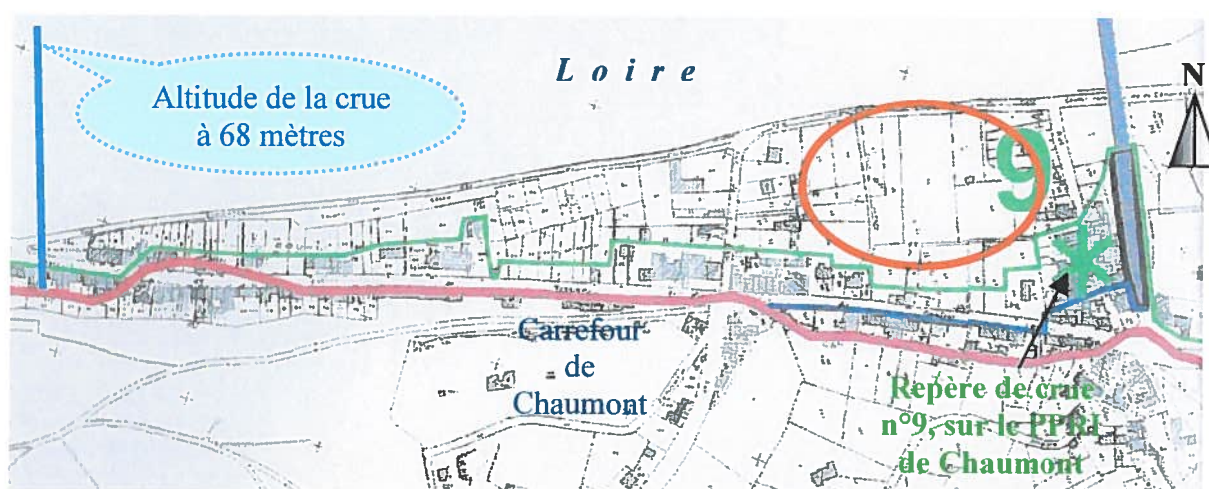 Altitude de la crue
à 68 mètres
Loire
N
9
Carrefour
de
Chaumont
Repère de crue
n°9, sur le PPRI
de Chaumont